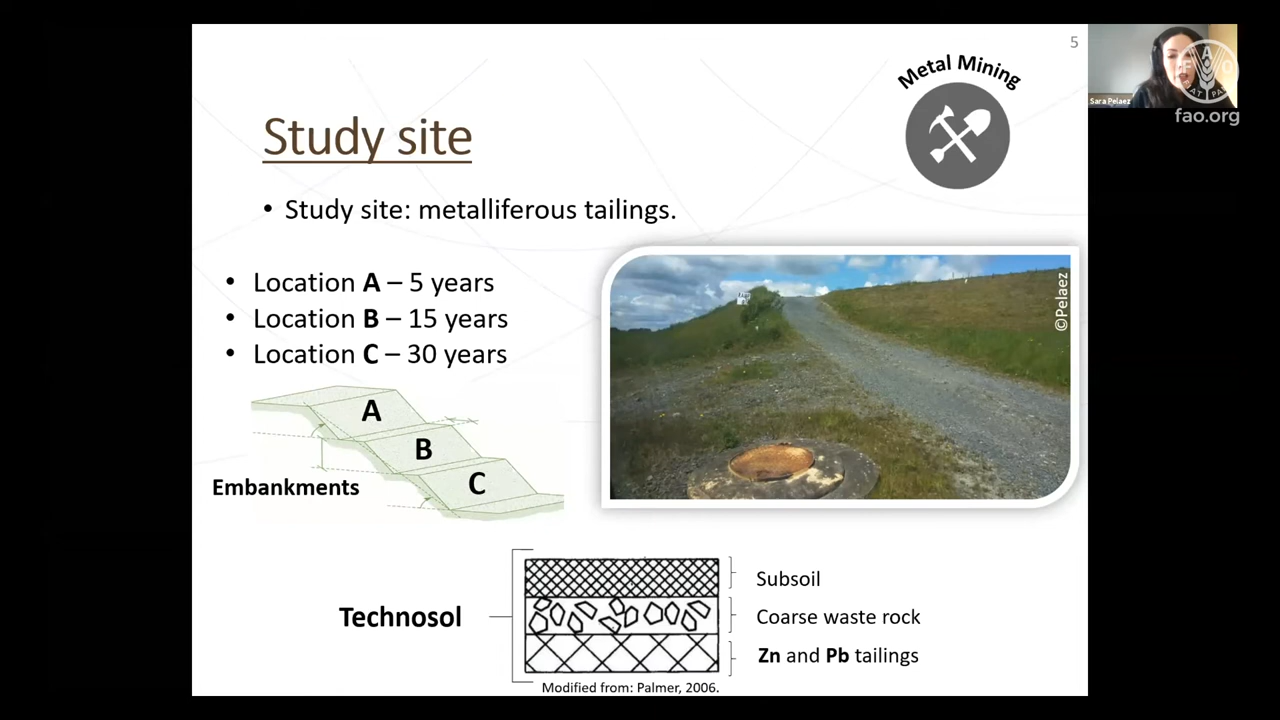 5
Metal Mining
Sara Pelaez
FAO
fao.org
Study site
• Study site: metalliferous tailings.
• Location A – 5 years
• Location B – 15 years
• Location C – 30 years
©Pelaez
A
B
C
Embankments
Technosol
Subsoil
Coarse waste rock
Zn and Pb tailings
Modified from: Palmer, 2006.